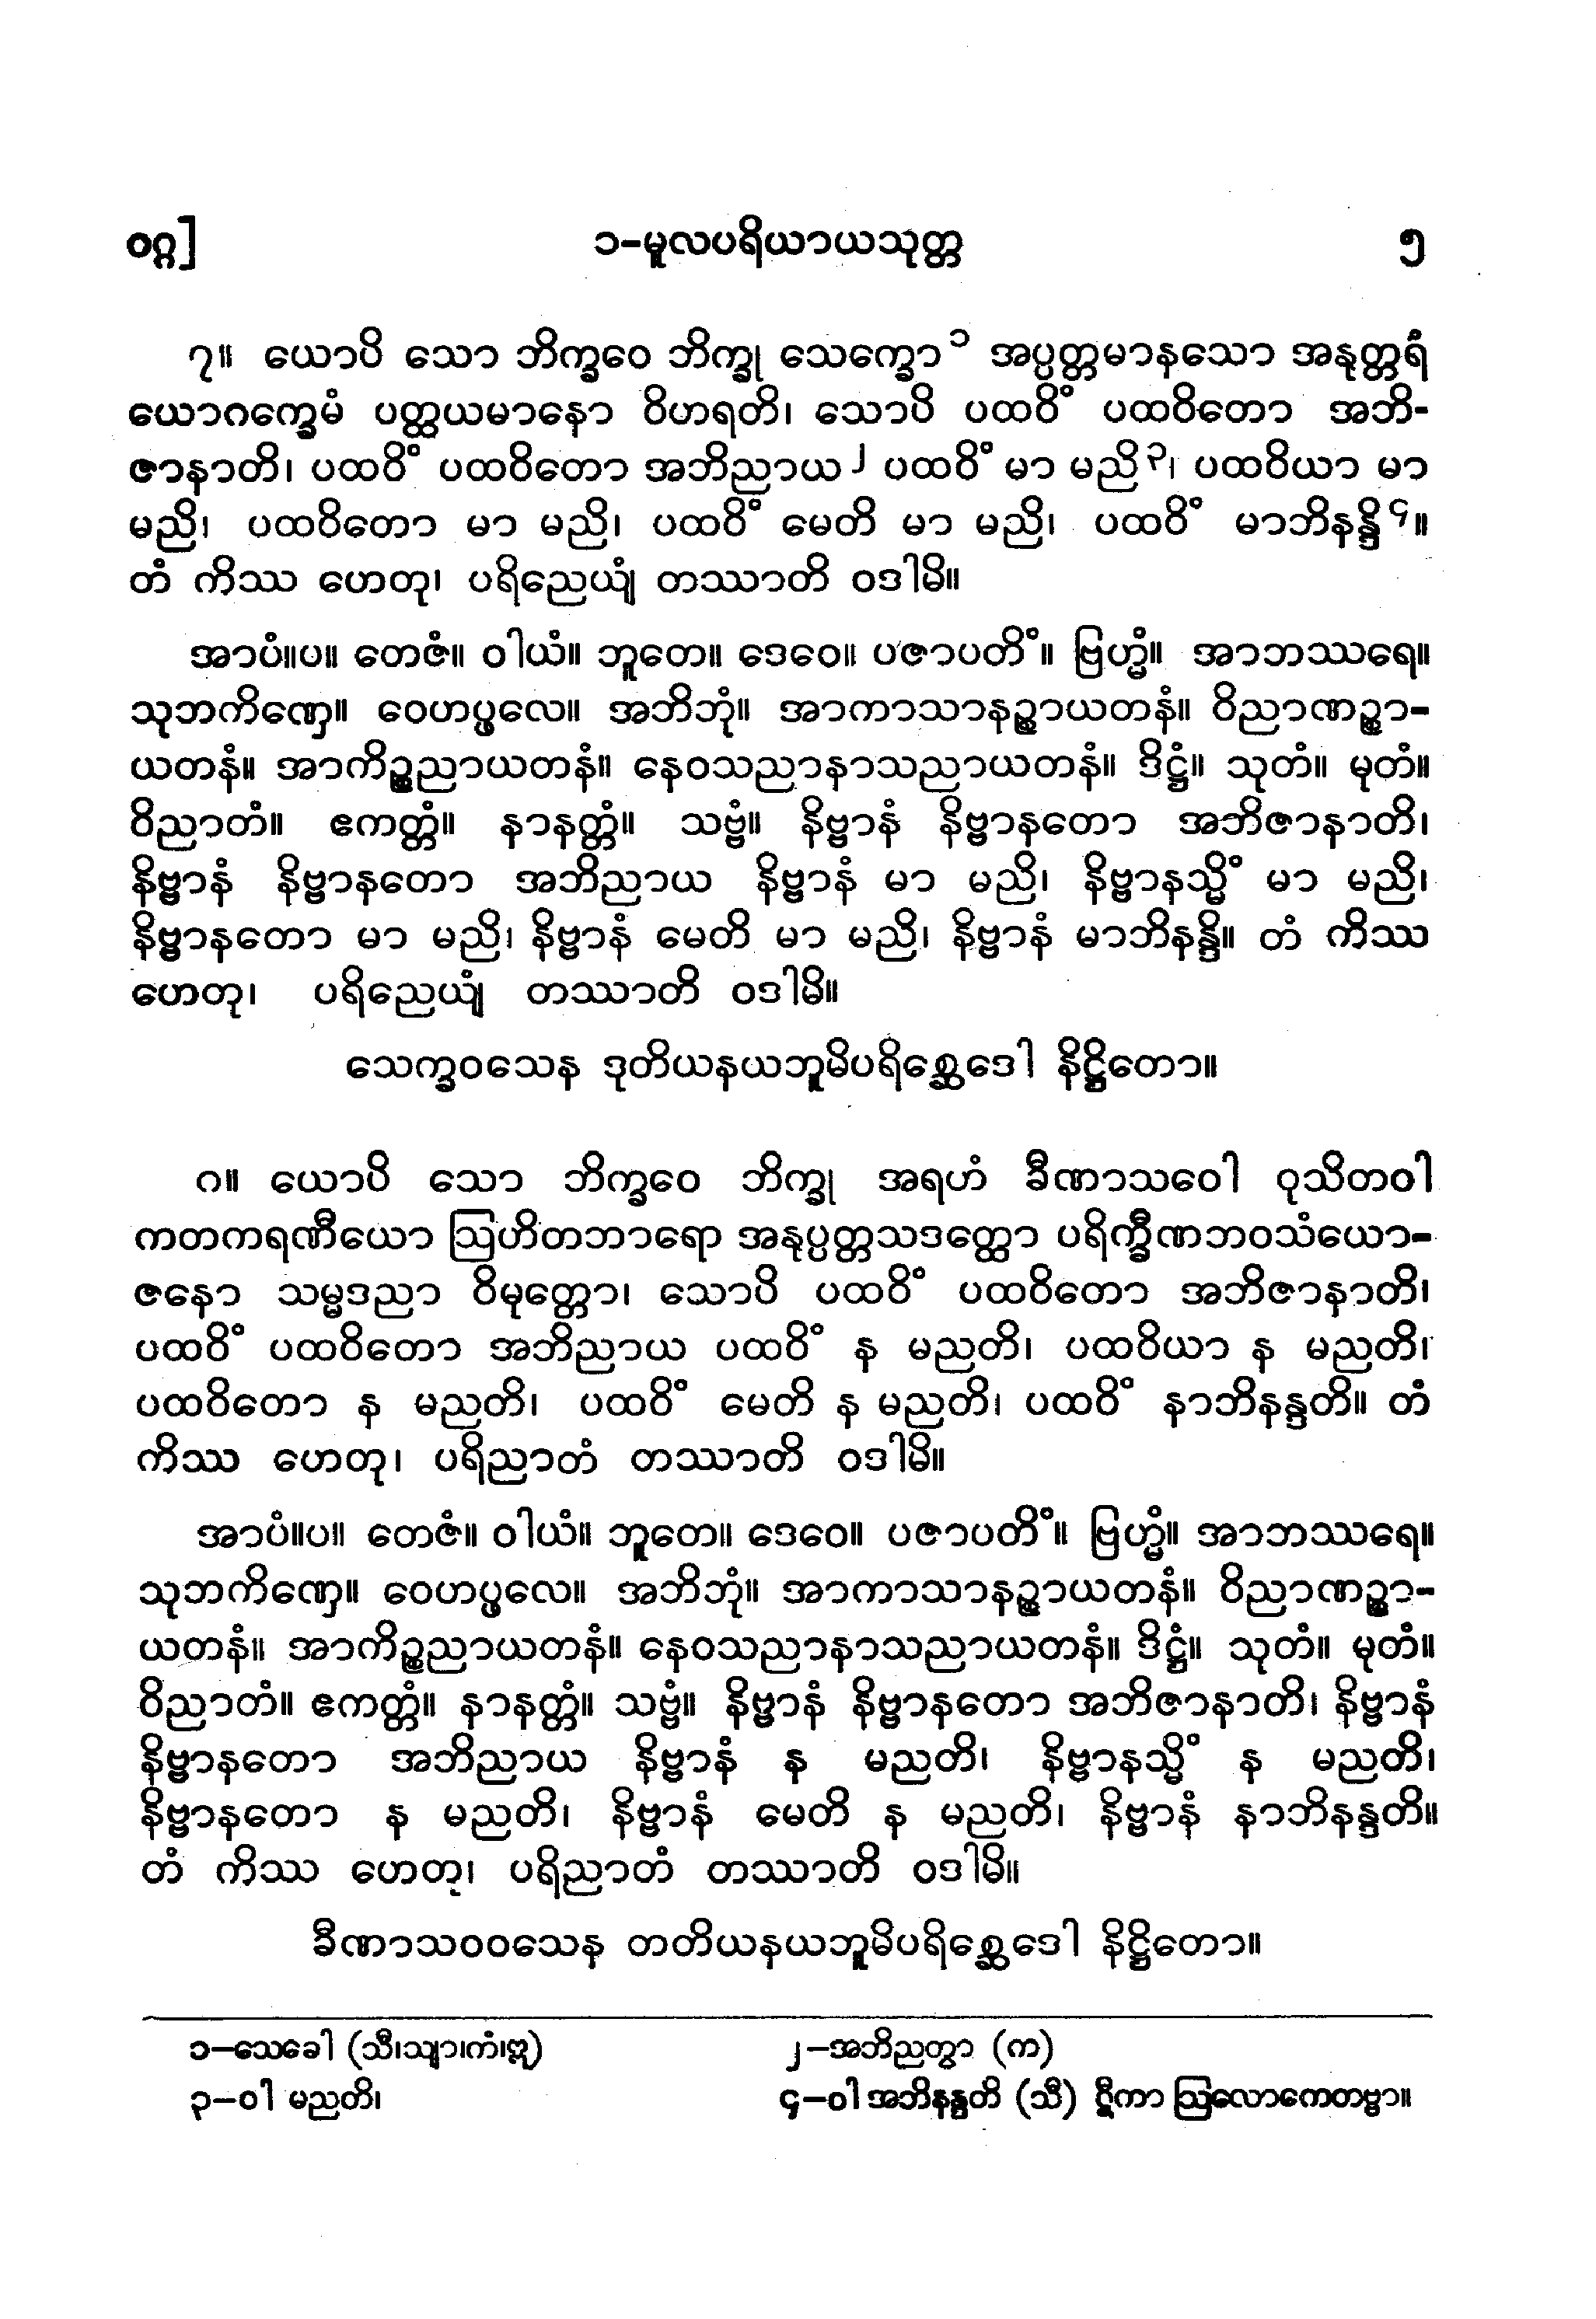 ဝဂ္ဂ] ၁-မူလပရိယာယသုတ္တ ၅
၇။ ယောပိ သော ဘိက္ခဝေ ဘိက္ခု သေက္ခော၁ အပ္ပတ္တမာနသော အနုတ္တရံ
ယောဂက္ခေမံ ပတ္ထယမာနော ဝိဟရတိ၊ သောပိ ပထဝိံ ပထဝိတော အဘိ-
ဇာနာတိ၊ ပထဝိံ ပထဝိတော အဘိညာယ၂ ပထဝိံ မာ မညိ၃၊ ပထဝိယာ မာ
မညိ၊ ပထဝိတော မာ မညိ၊ ပထဝိံ မေတိ မာ မညိ၊ ပထဝိံ မာဘိနန္ဒိ၄။
တံ ကိဿ ဟေတု၊ ပရိညေယျံ တဿာတိ ဝဒါမိ။
အာပံ။ပ။ တေဇံ။ ဝါယံ။ ဘူတေ။ ဒေဝေ။ ပဇာပတိံ။ ဗြဟ္မံ။ အာဘဿရေ။
သုဘကိဏှေ။ ဝေဟပ္ဖလေ။ အဘိဘုံ။ အာကာသာနဉ္စာယတနံ။ ဝိညာဏဉ္စာ-
ယတနံ။ အာကိဉ္စညာယတနံ။ နေဝသညာနာသညာယတနံ။ ဒိဋ္ဌံ။ သုတံ။ မုတံ။
ဝိညာတံ။ ဧကတ္တံ။ နာနတ္တံ။ သဗ္ဗံ။ နိဗ္ဗာနံ နိဗ္ဗာနတော အဘိဇာနာတိ၊
နိဗ္ဗာနံ နိဗ္ဗာနတော အဘိညာယ နိဗ္ဗာနံ မာ မညိ၊ နိဗ္ဗာနသ္မိံ မာ မညိ၊
နိဗ္ဗာနတော မာ မညိ၊ နိဗ္ဗာနံ မေတိ မာ မညိ၊ နိဗ္ဗာနံ မာဘိနန္ဒိ။ တံ ကိဿ
ဟေတု၊ ပရိညေယျံ တဿာတိ ဝဒါမိ။
သေက္ခဝသေန ဒုတိယနယဘူမိပရိစ္ဆေဒေါ နိဋ္ဌိတော။
၈။ ယောပိ သော ဘိက္ခဝေ ဘိက္ခု အရဟံ ခီဏာသဝေါ ဝုသိတဝါ
ကတကရဏီယော ဩဟိတဘာရော အနုပ္ပတ္တသဒတ္ထော ပရိက္ခီဏဘဝသံယော-
ဇနော သမ္မဒညာ ဝိမုတ္တော၊ သောပိ ပထဝိံ ပထဝိတော အဘိဇာနာတိ၊
ပထဝိံ ပထဝိတော အဘိညာယ ပထဝိံ န မညတိ၊ ပထဝိယာ န မညတိ၊
ပထဝိတော န မညတိ၊ ပထဝိံ မေတိ န မညတိ၊ ပထဝိံ နာဘိနန္ဒတိ။ တံ
ကိဿ ဟေတု၊ ပရိညာတံ တဿာတိ ဝဒါမိ။
အာပံ။ပ။ တေဇံ။ ဝါယံ။ ဘူတေ။ ဒေဝေ။ ပဇာပတိံ။ ဗြဟ္မံ။ အာဘဿရေ။
သုဘကိဏှေ။ ဝေဟပ္ဖလေ။ အဘိဘုံ။ အာကာသာနဉ္စာယတနံ။ ဝိညာဏဉ္စာ-
ယတနံ။ အာကိဉ္စညာယတနံ။ နေဝသညာနာသညာယတနံ။ ဒိဋ္ဌံ။ သုတံ။ မုတံ။
ဝိညာတံ။ ဧကတ္တံ။ နာနတ္တံ။ သဗ္ဗံ။ နိဗ္ဗာနံ နိဗ္ဗာနတော အဘိဇာနာတိ၊ နိဗ္ဗာနံ
နိဗ္ဗာနတော အဘိညာယ နိဗ္ဗာနံ န မညတိ၊ နိဗ္ဗာနသ္မိံ န မညတိ၊
နိဗ္ဗာနတော န မညတိ၊ နိဗ္ဗာနံ မေတိ န မညတိ၊ နိဗ္ဗာနံ နာဘိနန္ဒတိ။
တံ ကိဿ ဟေတု၊ ပရိညာတံ တဿာတိ ဝဒါမိ။
ခီဏာသဝဝသေန တတိယနယဘူမိပရိစ္ဆေဒေါ နိဋ္ဌိတော။
၁-သေခေါ (သီ၊သျာ၊ကံ၊ဣ) ၂-အဘိညတွာ (က)
၃-ဝါ မညတိ၊ ၄-ဝါ အဘိနန္ဒတိ (သီ) ဋီကာ ဩလောကေတဗ္ဗာ။